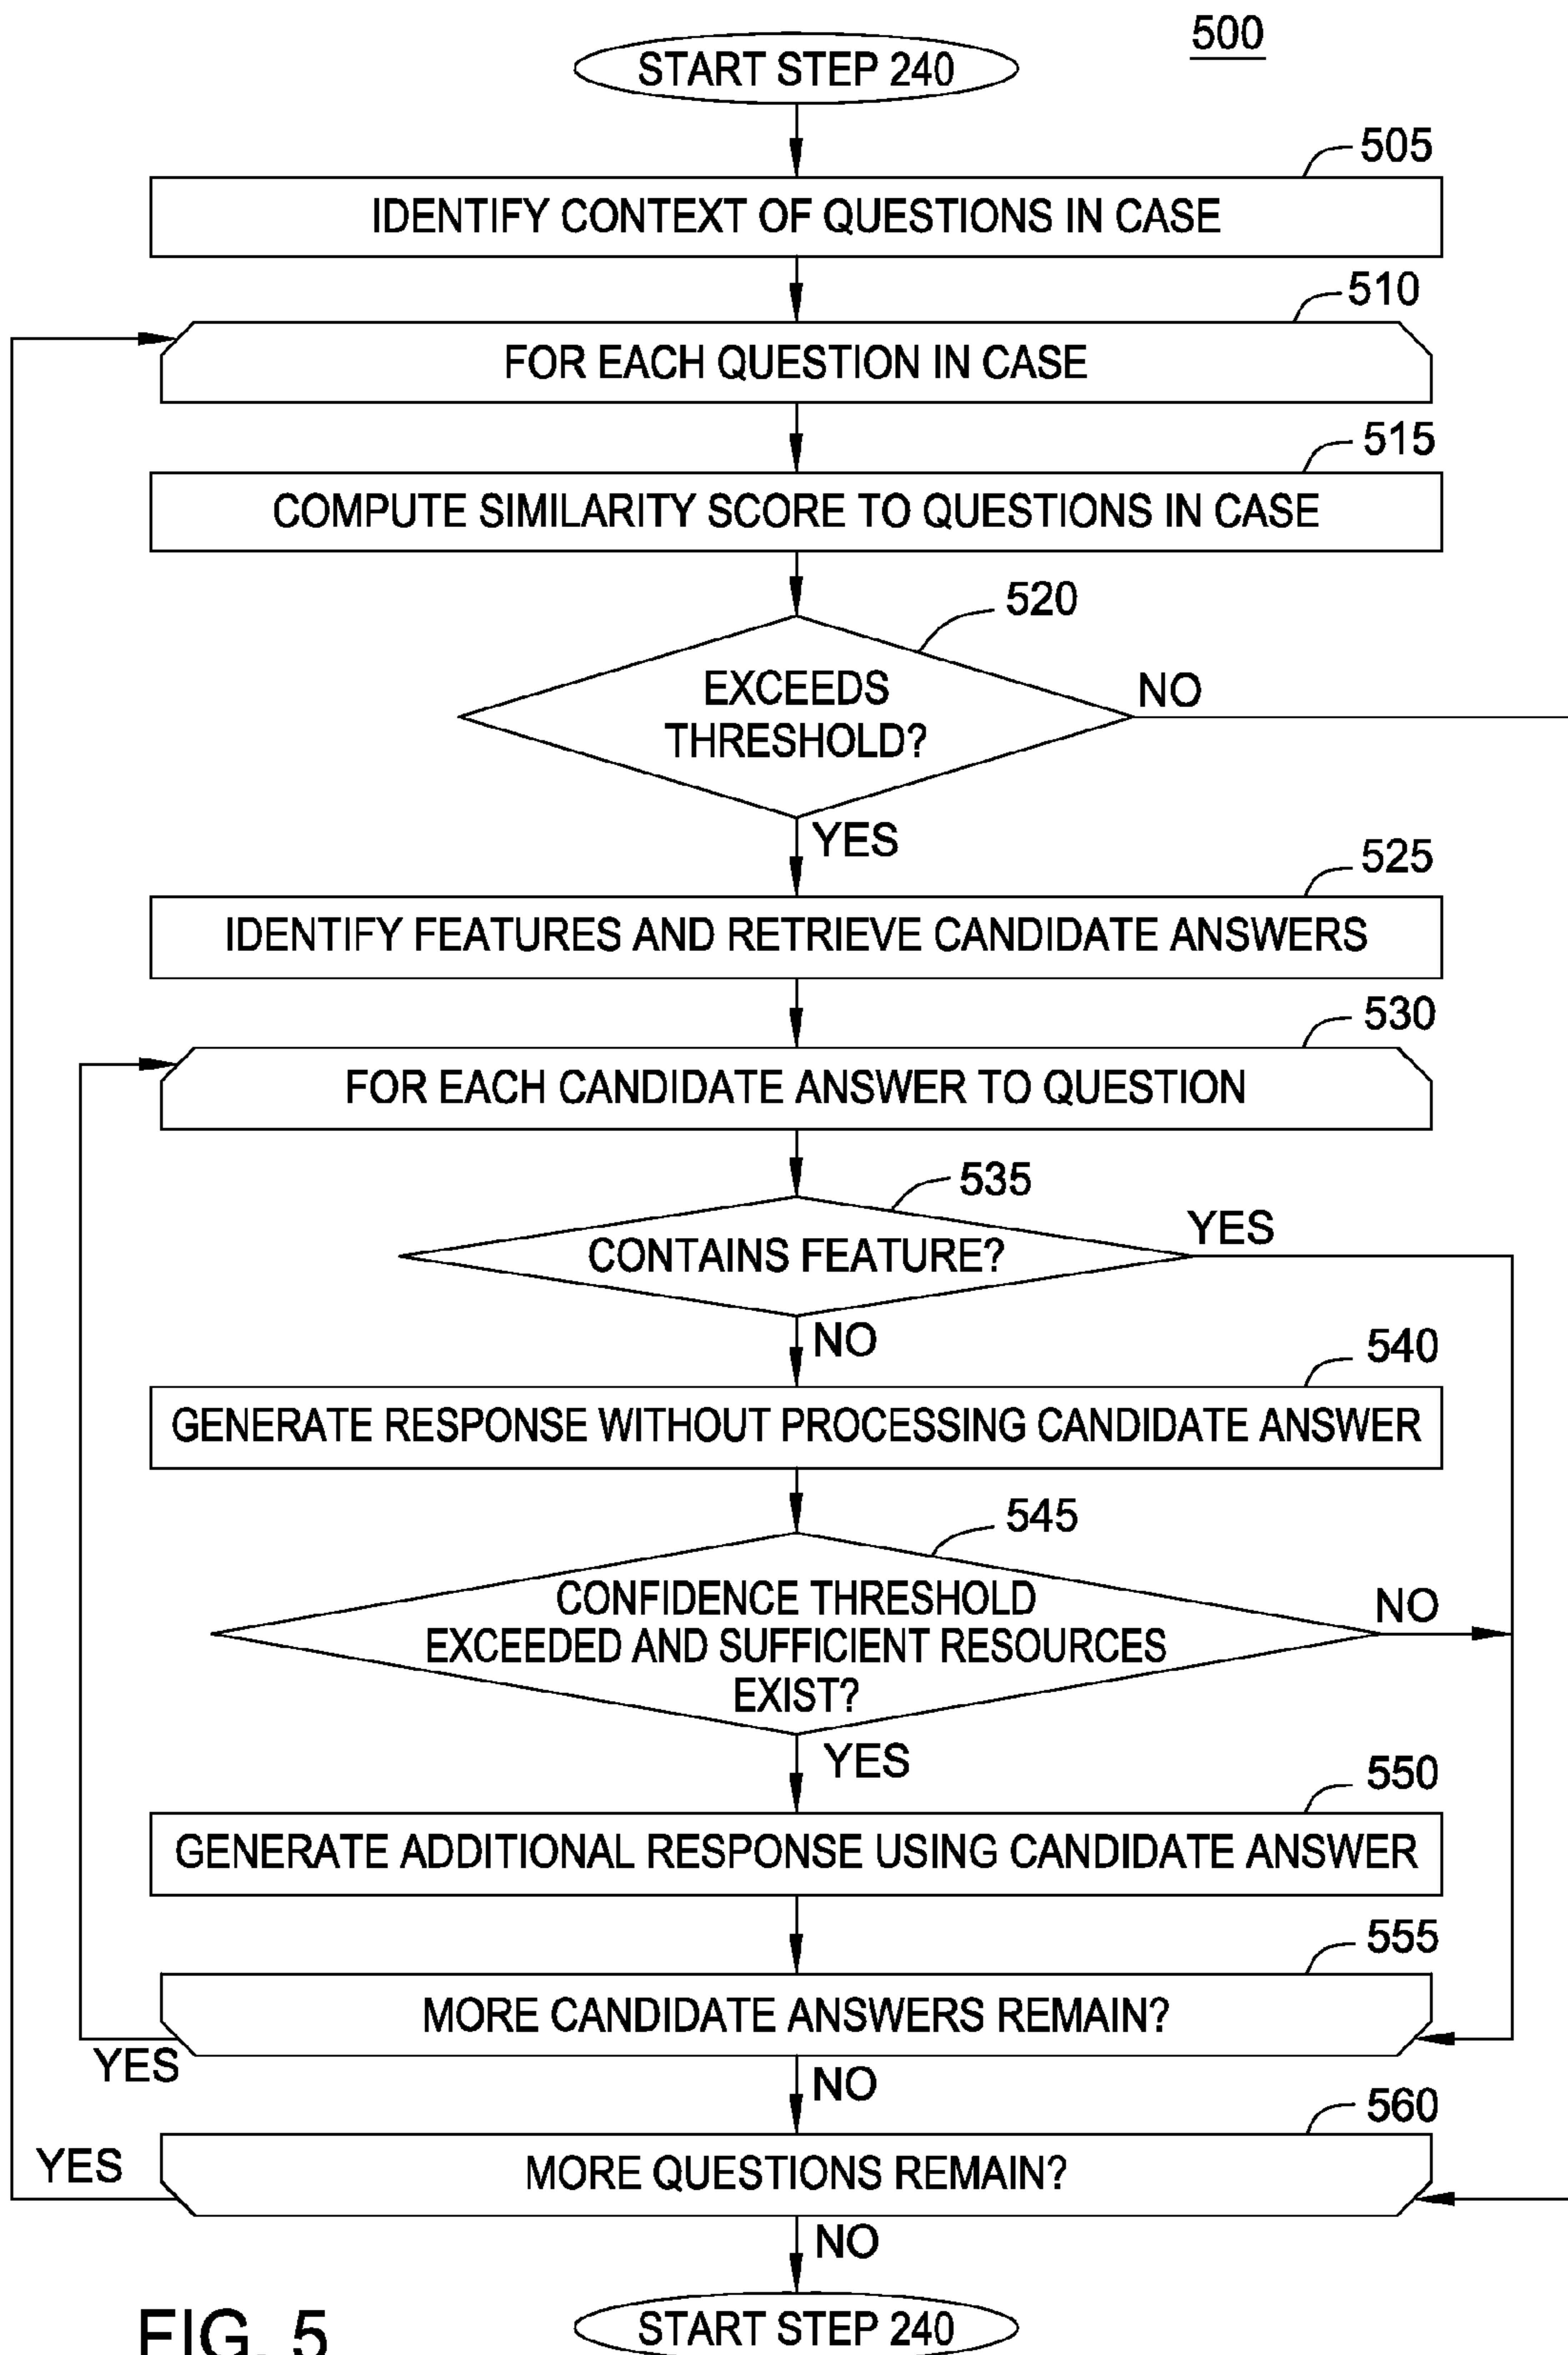 500
START STEP 240
505
IDENTIFY CONTEXT OF QUESTIONS IN CASE
510
FOR EACH QUESTION IN CASE
515
COMPUTE SIMILARITY SCORE TO QUESTIONS IN CASE
520
EXCEEDS
THRESHOLD?
NO
YES
525
IDENTIFY FEATURES AND RETRIEVE CANDIDATE ANSWERS
530
FOR EACH CANDIDATE ANSWER TO QUESTION
535
CONTAINS FEATURE?
YES
NO
540
GENERATE RESPONSE WITHOUT PROCESSING CANDIDATE ANSWER
545
CONFIDENCE THRESHOLD
EXCEEDED AND SUFFICIENT RESOURCES
EXIST?
NO
YES
550
GENERATE ADDITIONAL RESPONSE USING CANDIDATE ANSWER
555
MORE CANDIDATE ANSWERS REMAIN?
YES
NO
560
MORE QUESTIONS REMAIN?
YES
NO
START STEP 240
FIG. 5